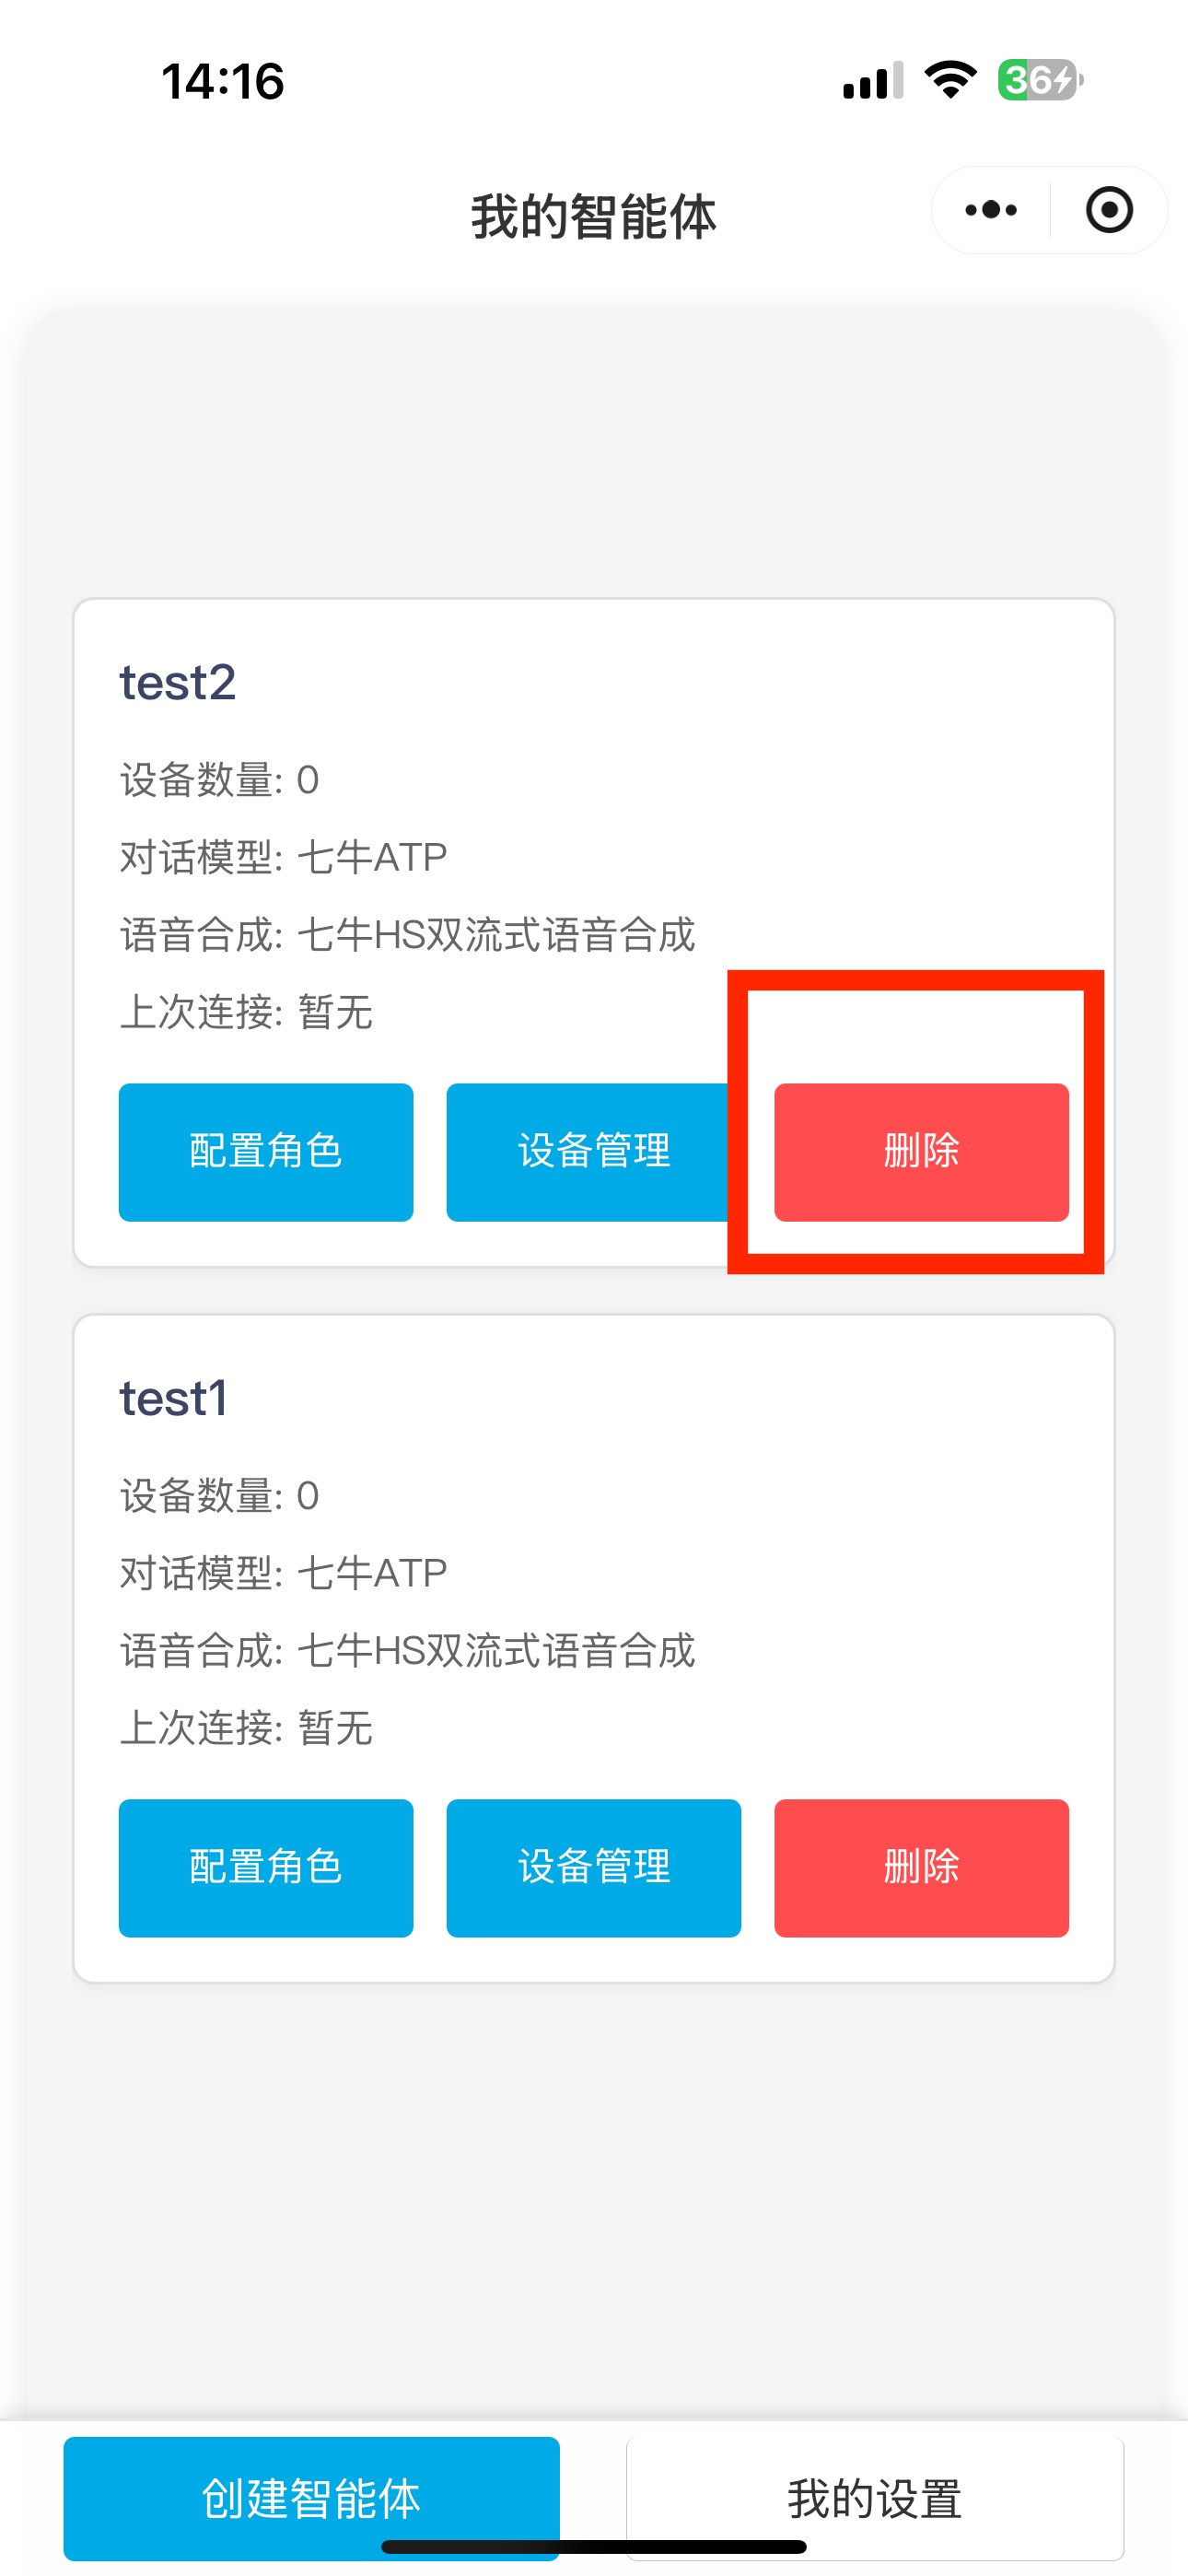 14:16
36
我的智能体
test2
设备数量: 0
对话模型: 七牛ATP
语音合成: 七牛HS双流式语音合成
上次连接: 暂无
配置角色 设备管理 删除
test1
设备数量: 0
对话模型: 七牛ATP
语音合成: 七牛HS双流式语音合成
上次连接: 暂无
配置角色 设备管理 删除
创建智能体 我的设置